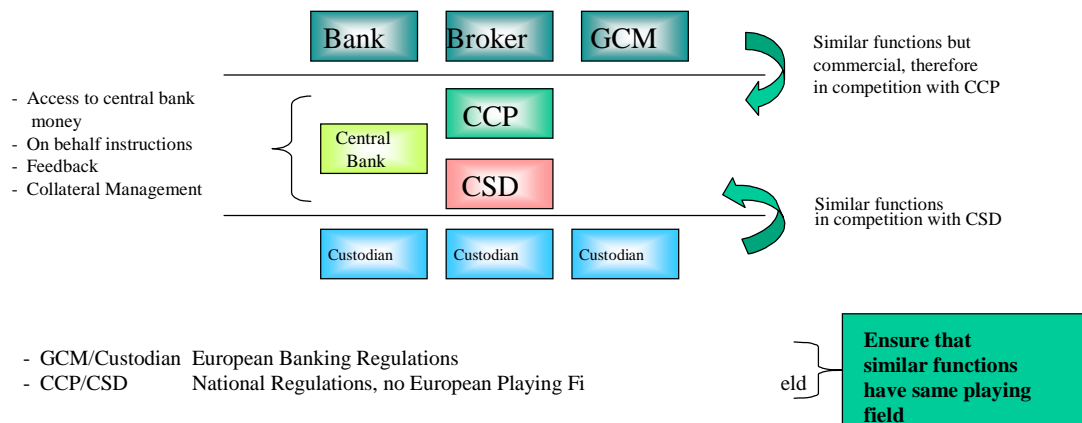 Bank Broker GCM
Similar functions but
commercial, therefore
in competition with CCP
- Access to central bank
money
- On behalf instructions
- Feedback
- Collateral Management
CCP
Central
Bank
CSD
Similar functions
in competition with CSD
Custodian Custodian Custodian
- GCM/Custodian European Banking Regulations
- CCP/CSD National Regulations, no European Playing Fi eld
Ensure that
similar functions
have same playing
field